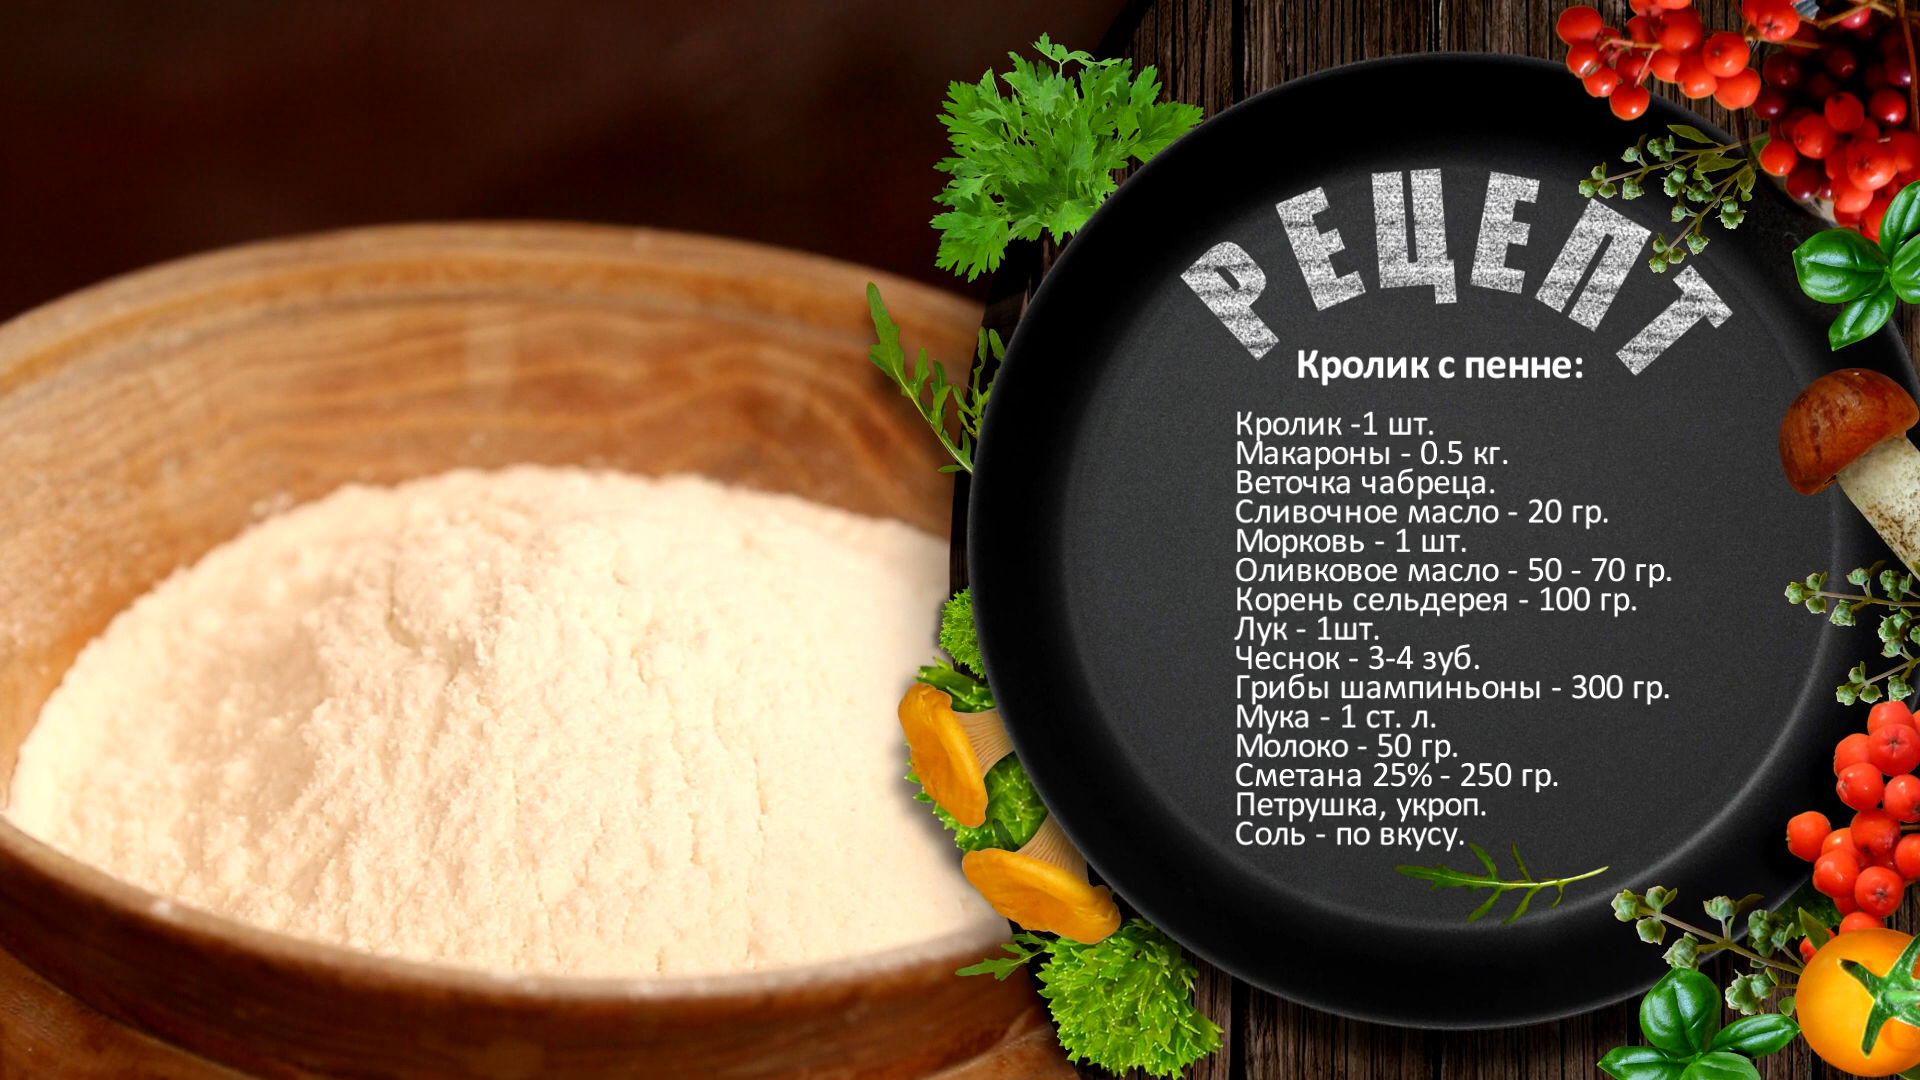 РЕЦЕПТ
Кролик с пенне:
Кролик -1 шт.
Макароны - 0.5 кг.
Веточка чабреца.
Сливочное масло - 20 гр.
Морковь - 1 шт.
Оливковое масло - 50 - 70 гр.
Корень сельдерея - 100 гр.
Лук - 1шт.
Чеснок - 3-4 зуб.
Грибы шампиньоны - 300 гр.
Мука - 1 ст. л.
Молоко - 50 гр.
Сметана 25% - 250 гр.
Петрушка, укроп.
Соль - по вкусу.